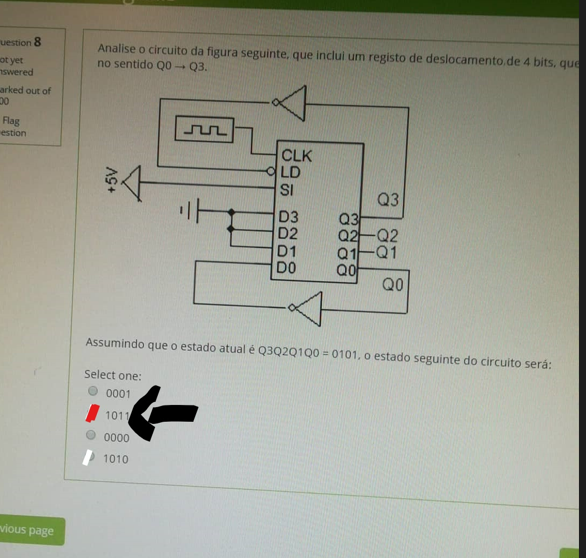 uestion 8
ot yet
nswered
arked out of
00
Flag
estion
Analise o circuito da figura seguinte, que inclui um registo de deslocamento de 4 bits, que
no sentido Q0 → Q3.
CLK
LD
SI
+5V
Q3
D3 Q3
D2 Q2 Q2
D1 Q1 Q1
D0 Q0
Q0
Assumindo que o estado atual é Q3Q2Q1Q0 = 0101, o estado seguinte do circuito será:
Select one:
0001
1011
0000
1010
vious page